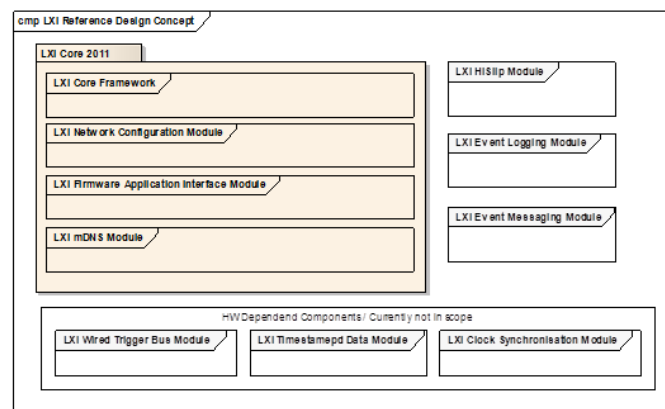 cmp LXI Reference Design Concept
LXI Core 2011
LXI Core Framework
LXI Network Configuration Module
LXI Firmware Application Interface Module
LXI mDNS Module
LXI HiSlip Module
LXI Event Logging Module
LXI Event Messaging Module
HW Dependend Components / Currently not in scope
LXI Wired Trigger Bus Module
LXI Timestamepd Data Module
LXI Clock Synchronisation Module